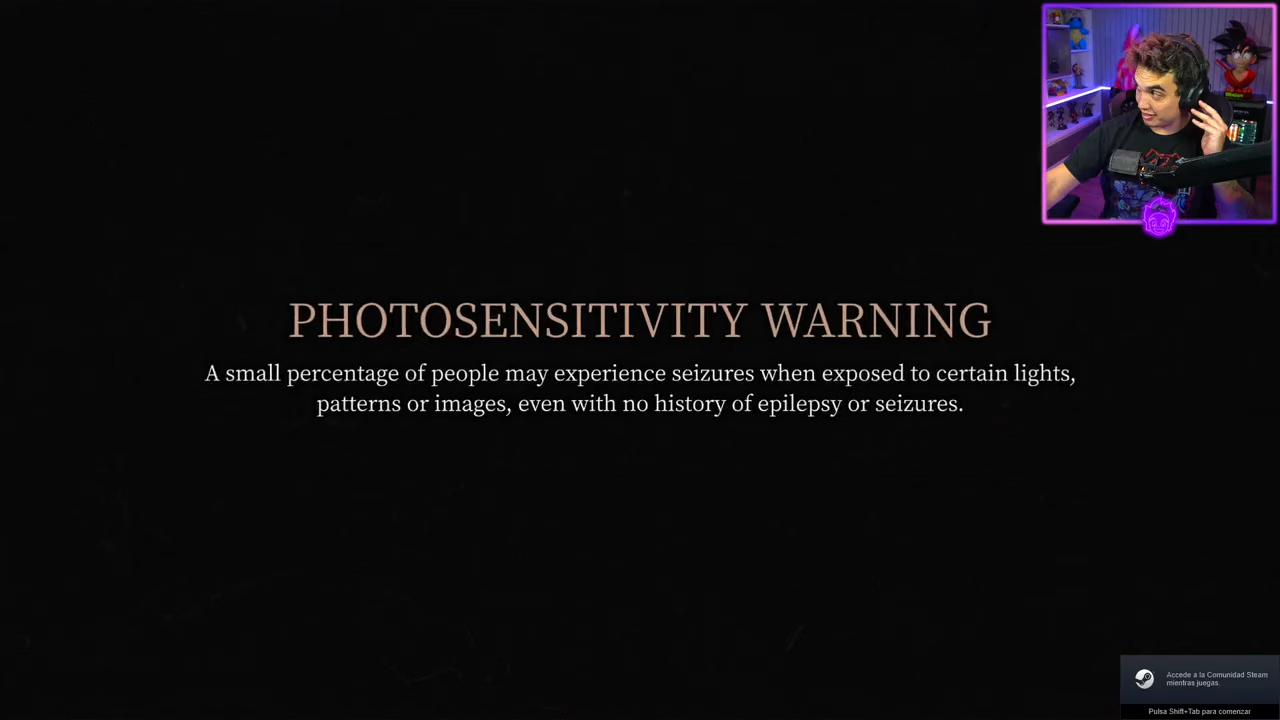 PHOTOSENSITIVITY WARNING
A small percentage of people may experience seizures when exposed to certain lights,
patterns or images, even with no history of epilepsy or seizures.
Accede a la Comunidad Steam
mientras juegas.
Pulsa Shift+Tab para comenzar